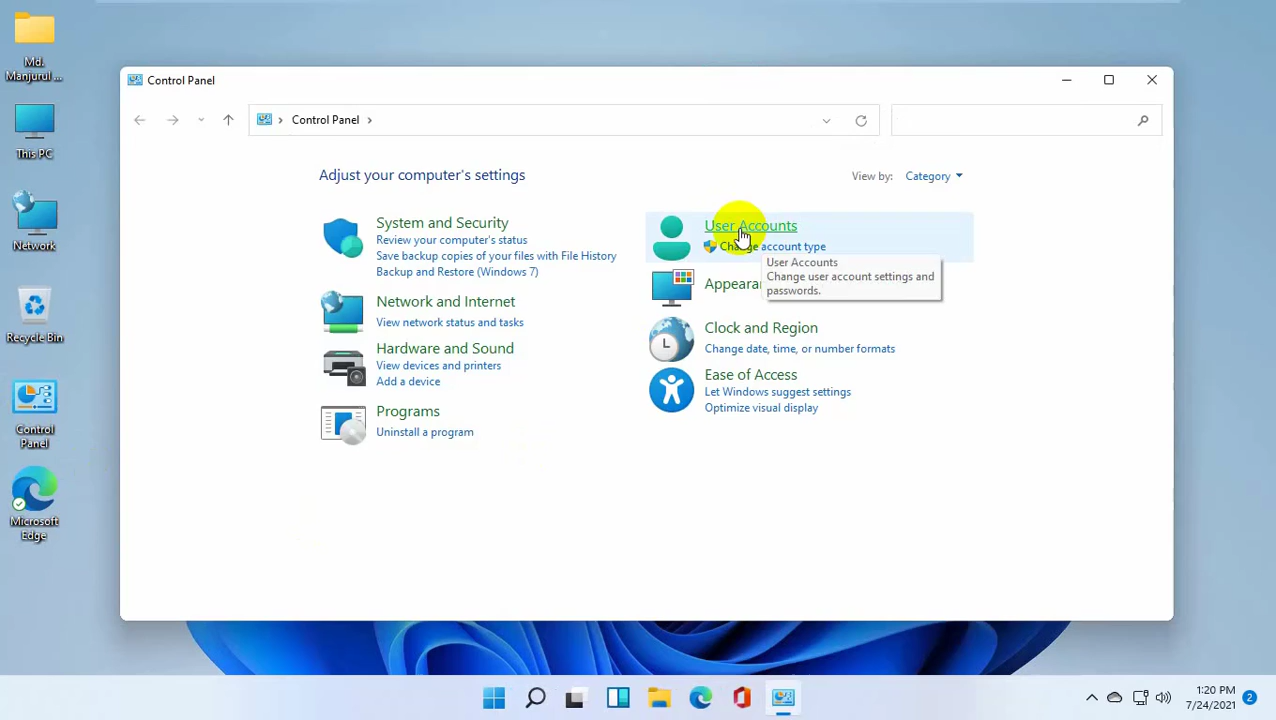 Md.
Manjurul ...
This PC
Network
Recycle Bin
Control
Panel
Microsoft
Edge
Control Panel
Control Panel
Adjust your computer's settings
View by: Category
System and Security
Review your computer's status
Save backup copies of your files with File History
Backup and Restore (Windows 7)
Network and Internet
View network status and tasks
Hardware and Sound
View devices and printers
Add a device
Programs
Uninstall a program
User Accounts
Change account type
User Accounts
Change user account settings and
passwords.
Clock and Region
Change date, time, or number formats
Ease of Access
Let Windows suggest settings
Optimize visual display
1:20 PM
7/24/2021
2